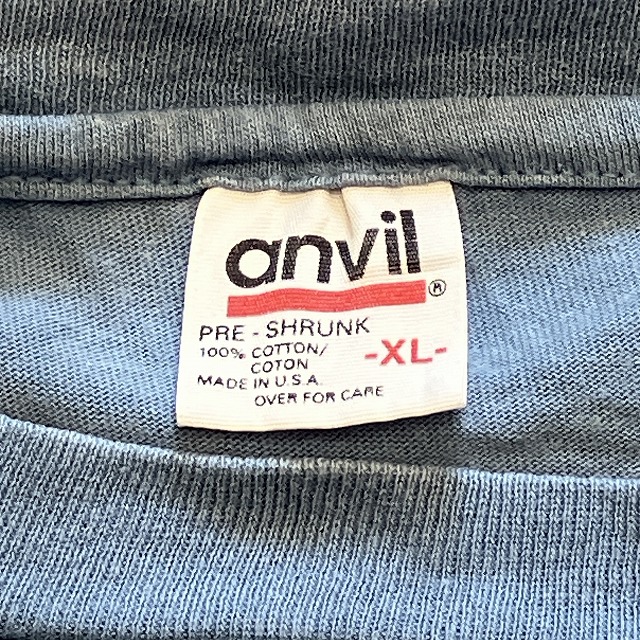 anvil ®
PRE - SHRUNK
100% COTTON/
COTON
-XL-
MADE IN U.S.A.
OVER FOR CARE